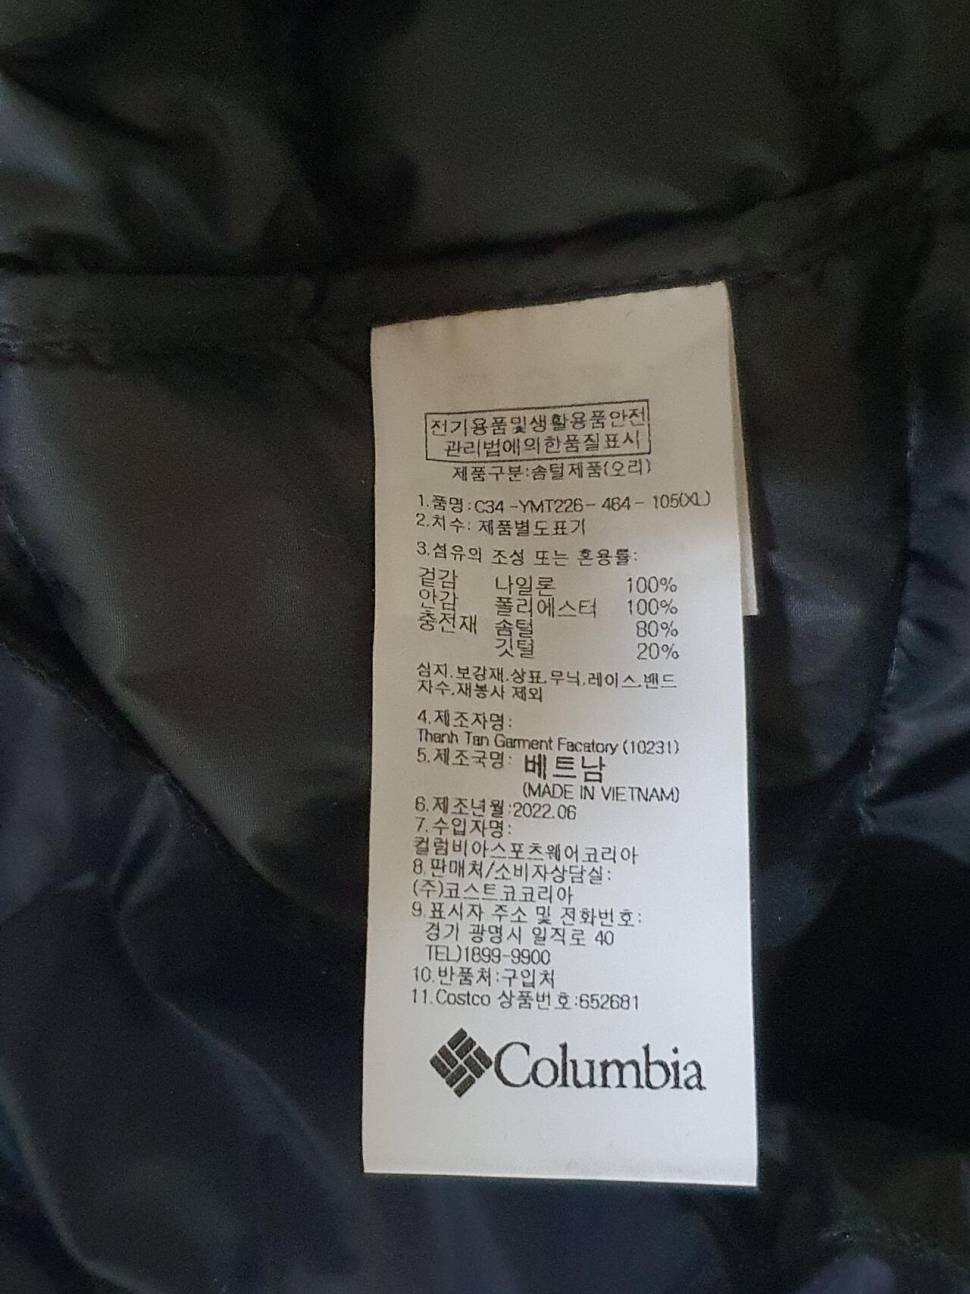 전기용품및생활용품안전
관리법에의한품질표시
제품구분:솜털제품(오리)
1.품명:C34-YMT226-464-105(XL)
2.치수: 제품별도표기
3.섬유의 조성 또는 혼용률:
겉감 나일론 100%
안감 폴리에스터 100%
충전재 솜털 80%
깃털 20%
심지.보강재.상표.무늬.레이스.밴드
자수.재봉사 제외
4.제조자명:
Thanh Tan Garment Facatory (10231)
5.제조국명: 베트남
(MADE IN VIETNAM)
6.제조년월:2022.06
7.수입자명:
컬럼비아스포츠웨어코리아
8.판매처/소비자상담실:
(주)코스트코코리아
9.표시자 주소 및 전화번호:
경기 광명시 일직로 40
TEL)1899-9900
10.반품처:구입처
11.Costco 상품번호:652681
Columbia